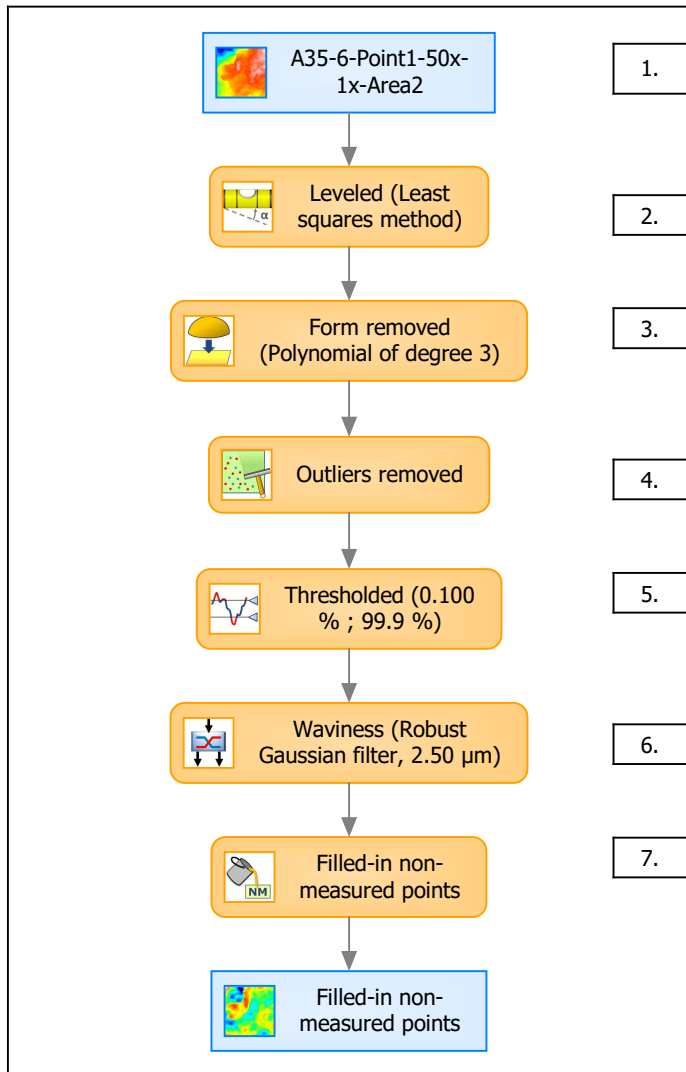 A35-6-Point1-50x-
1x-Area2
1.
α
Leveled (Least
squares method)
2.
Form removed
(Polynomial of degree 3)
3.
Outliers removed
4.
Thresholded (0.100
% ; 99.9 %)
5.
Waviness (Robust
Gaussian filter, 2.50 µm)
6.
Filled-in non-
measured points
NM
7.
Filled-in non-
measured points